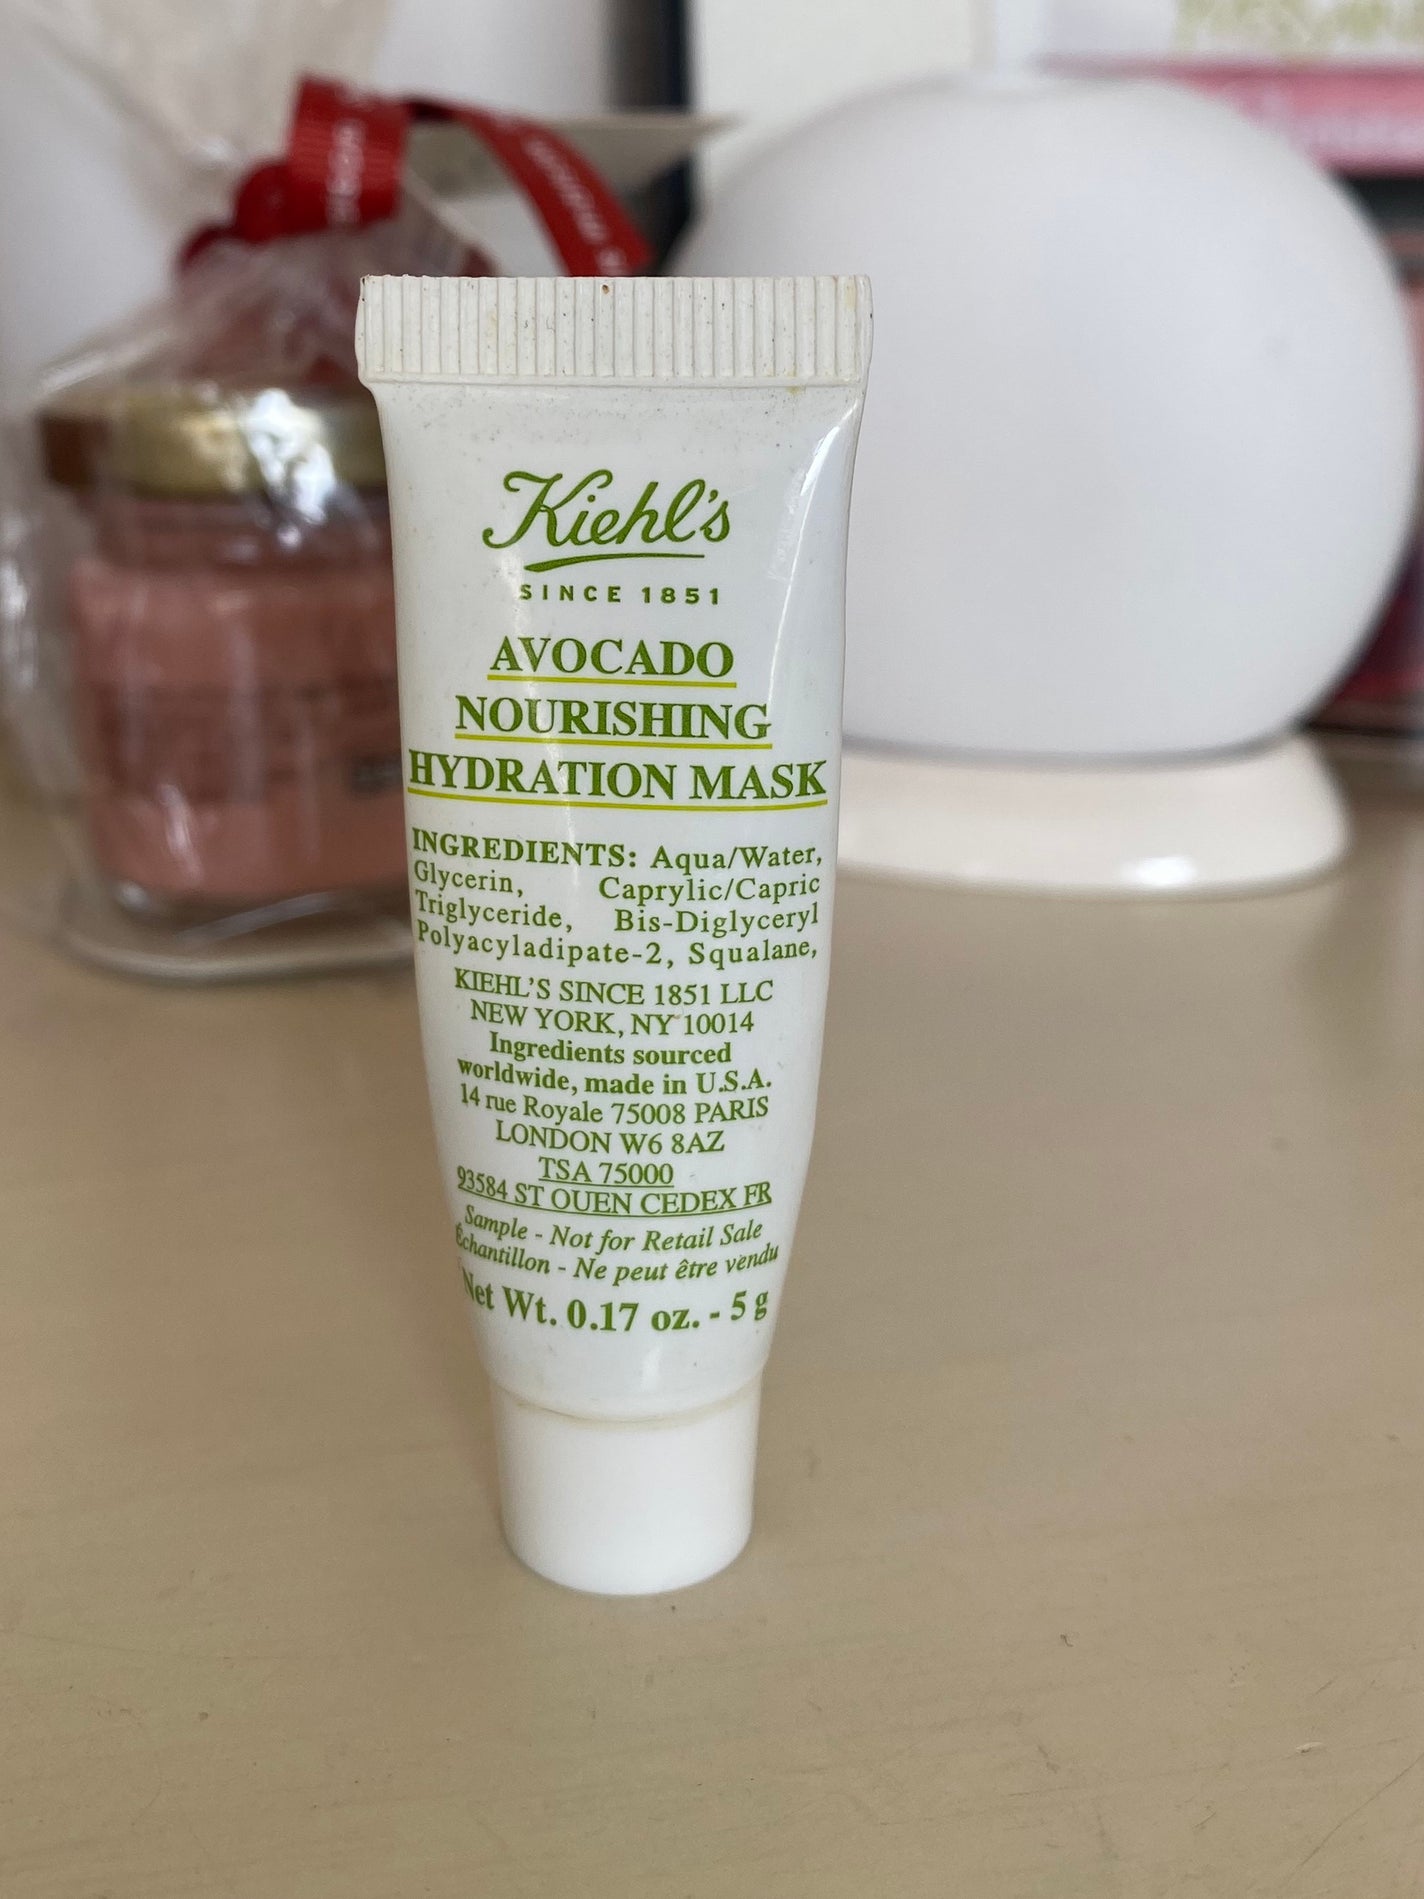 Kiehl's
SINCE 1851
AVOCADO
NOURISHING
HYDRATION MASK
INGREDIENTS: Aqua/Water,
Glycerin, Caprylic/Capric
Triglyceride, Bis-Diglyceryl
Polyacyladipate-2, Squalane,
KIEHL'S SINCE 1851 LLC
NEW YORK, NY 10014
Ingredients sourced
worldwide, made in U.S.A.
14 rue Royale 75008 PARIS
LONDON W6 8AZ
TSA 75000
93584 ST OUEN CEDEX FR
Sample - Not for Retail Sale
Échantillon - Ne peut être vendu
Net Wt. 0.17 oz. - 5 g